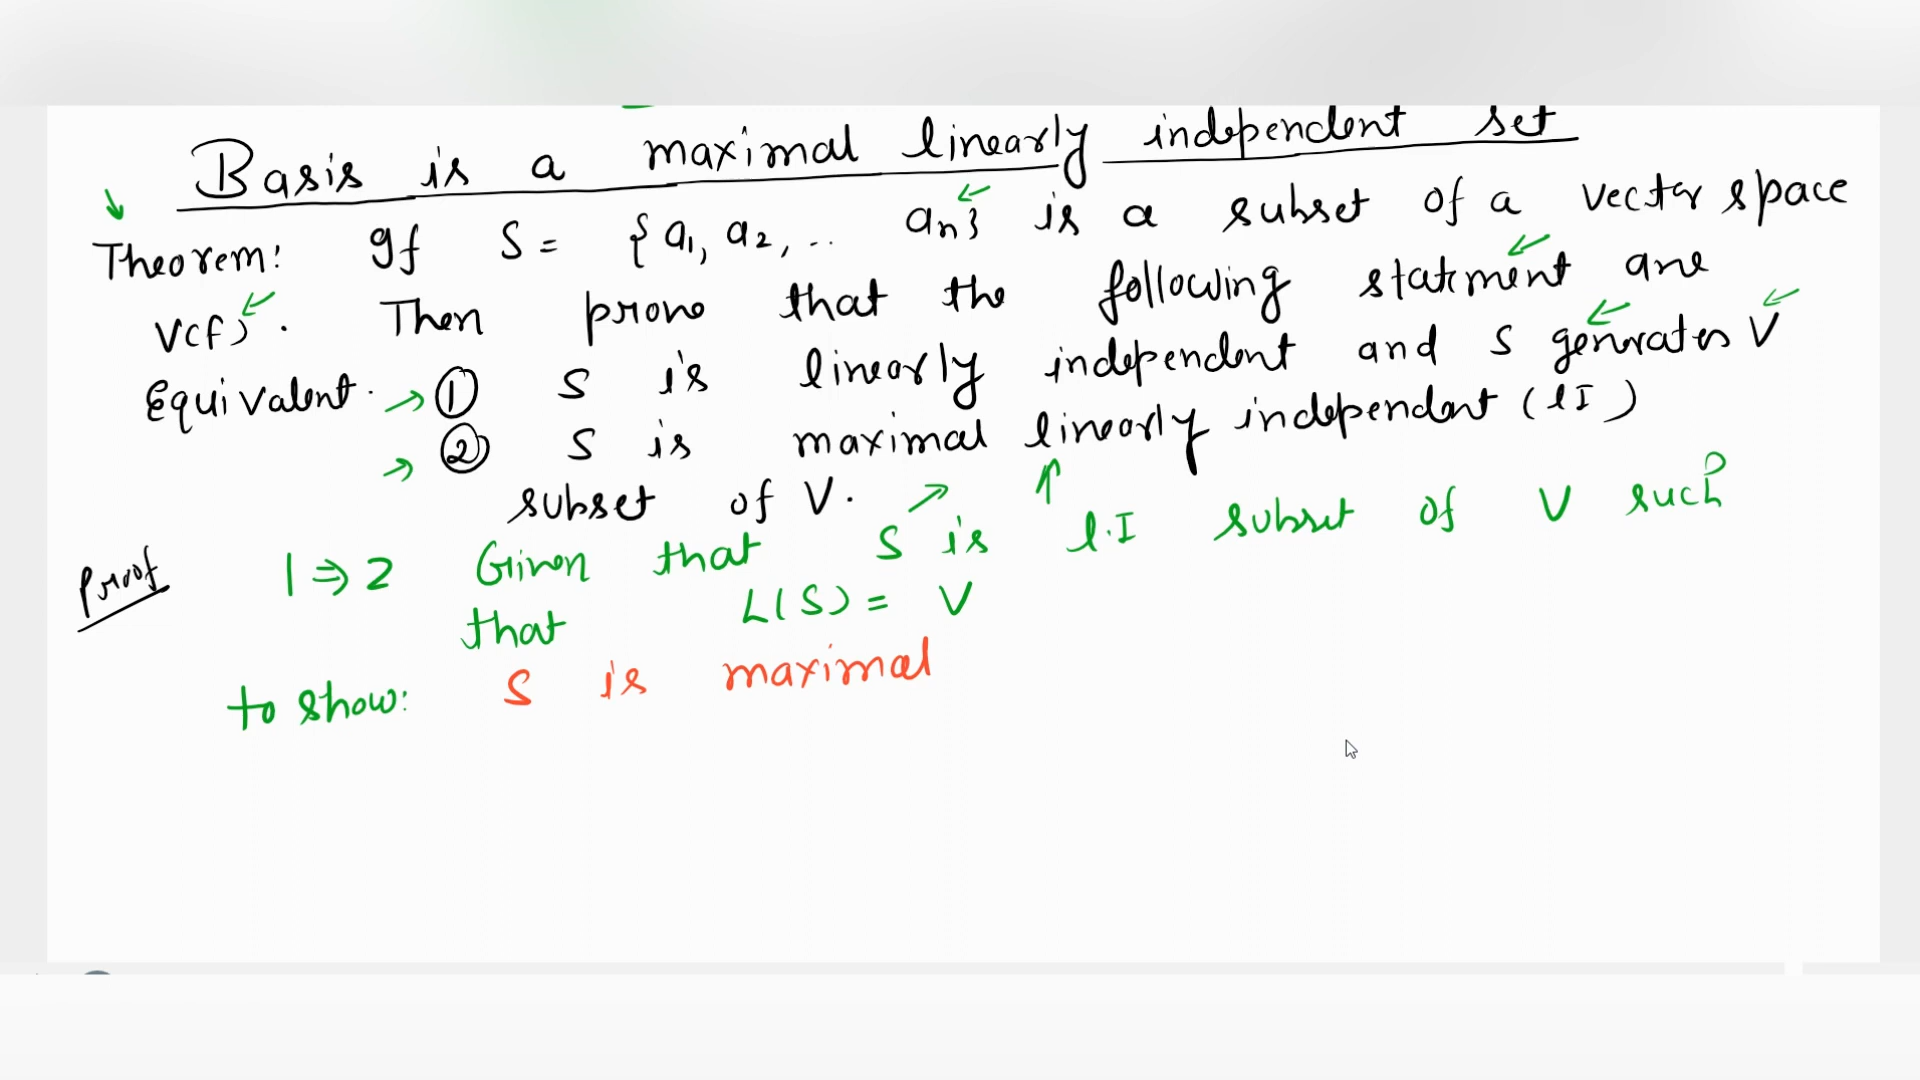 Basis is a maximal linearly independent set
Theorem: If S = {a1, a2, .. an} is a subset of a vector space
V(F). Then prove that the following statment are
Equivalent. → ① S is linearly independent and S generates V
→ ② S is maximal linearly independent (lI)
subset of V.
Proof 1 ⇒ 2 Given that S is l.I subset of V such
that L(S) = V
to show: S is maximal